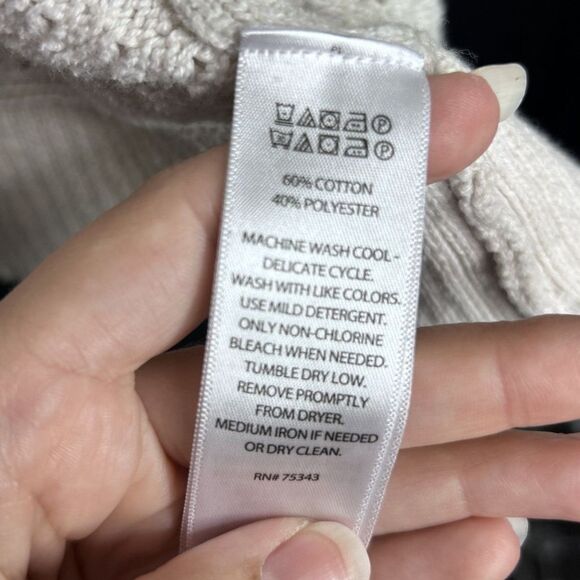 60% COTTON
40% POLYESTER
MACHINE WASH COOL -
DELICATE CYCLE.
WASH WITH LIKE COLORS.
USE MILD DETERGENT.
ONLY NON-CHLORINE
BLEACH WHEN NEEDED.
TUMBLE DRY LOW.
REMOVE PROMPTLY
FROM DRYER.
MEDIUM IRON IF NEEDED
OR DRY CLEAN.
RN# 75343